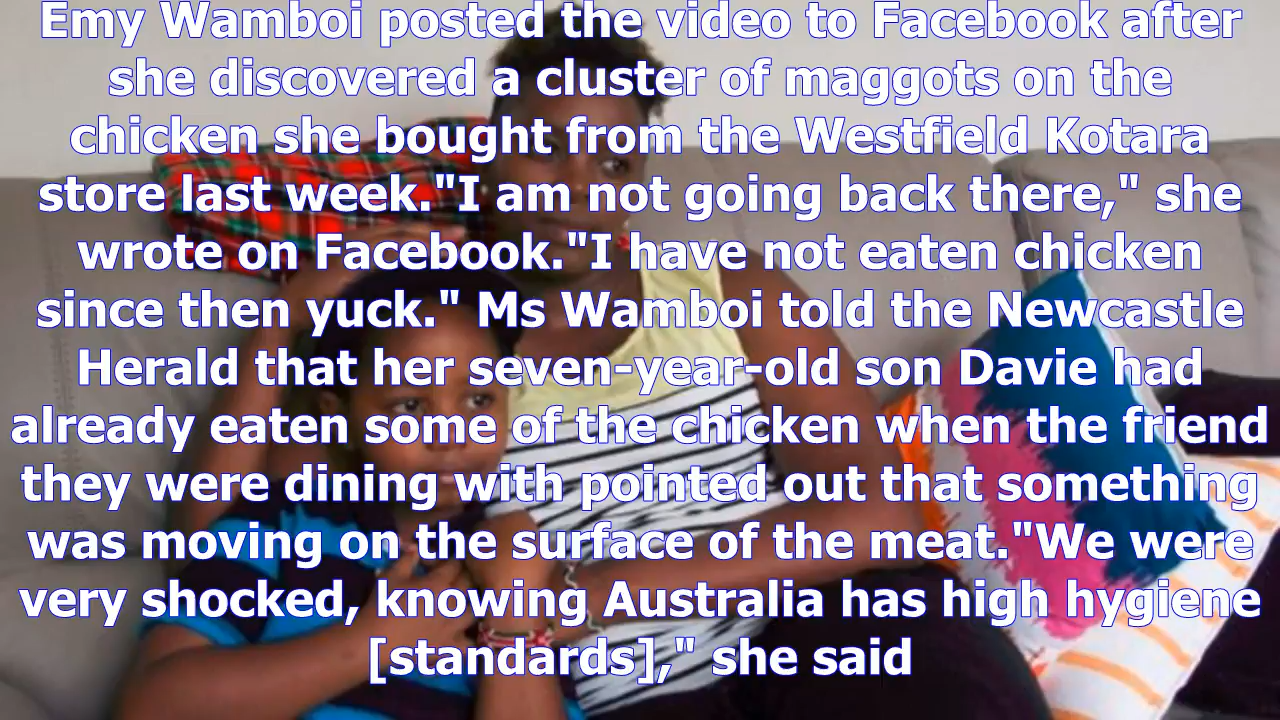 Emy Wamboi posted the video to Facebook after
she discovered a cluster of maggots on the
chicken she bought from the Westfield Kotara
store last week."I am not going back there," she
wrote on Facebook."I have not eaten chicken
since then yuck." Ms Wamboi told the Newcastle
Herald that her seven-year-old son Davie had
already eaten some of the chicken when the friend
they were dining with pointed out that something
was moving on the surface of the meat."We were
very shocked, knowing Australia has high hygiene
[standards]," she said